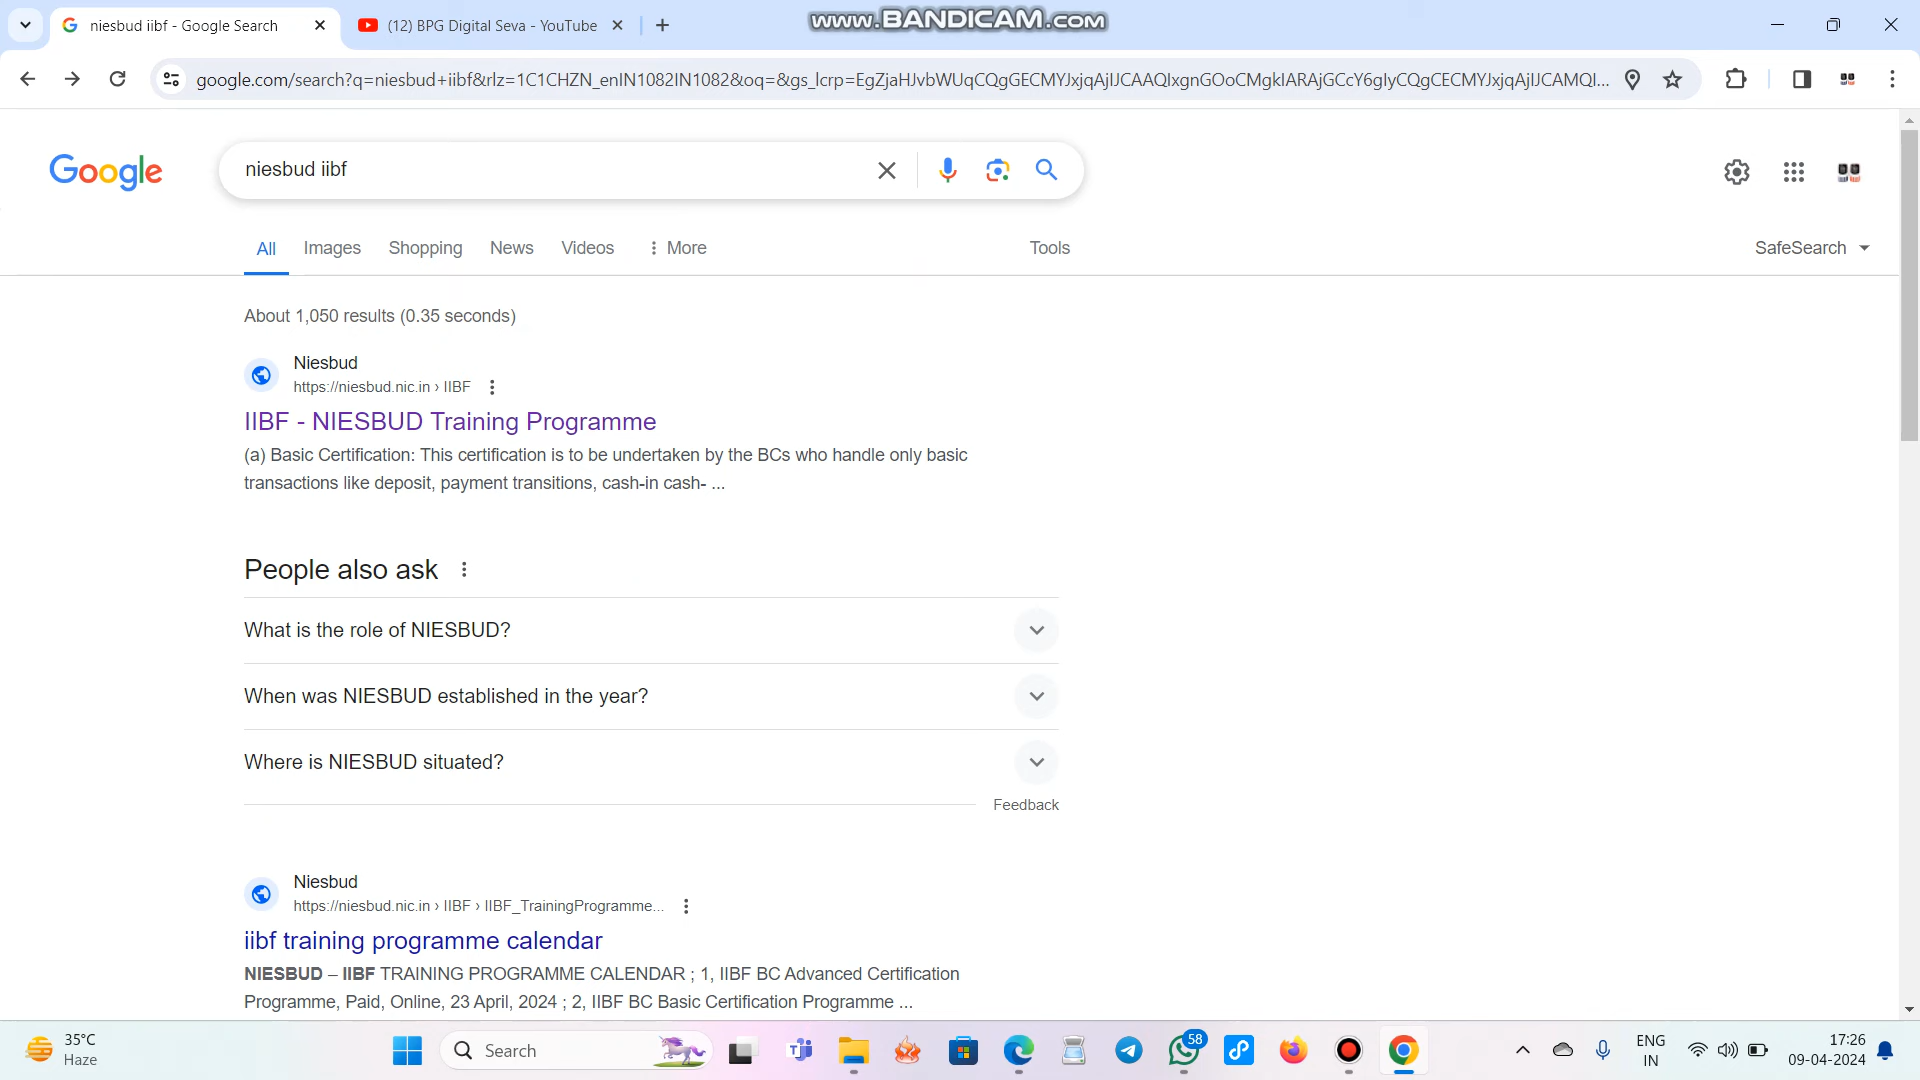 niesbud iibf - Google Search
(12) BPG Digital Seva - YouTube
www.BANDICAM.com
google.com/search?q=niesbud+iibf&rlz=1C1CHZN_enIN1082IN1082&oq=&gs_lcrp=
Google
niesbud iibf
All
Images
Shopping
News
Videos
More
Tools
SafeSearch
About 1,050 results (0.35 seconds)
Niesbud
https://niesbud.nic.in › IIBF
IIBF - NIESBUD Training Programme
(a) Basic Certification: This certification is to be undertaken by the BCs who handle only basic
transactions like deposit, payment transitions, cash-in cash- ...
People also ask
What is the role of NIESBUD?
When was NIESBUD established in the year?
Where is NIESBUD situated?
Feedback
Niesbud
https://niesbud.nic.in › IIBF › IIBF_TrainingProgramme...
iibf training programme calendar
NIESBUD – IIBF TRAINING PROGRAMME CALENDAR ; 1, IIBF BC Advanced Certification
Programme, Paid, Online, 23 April, 2024 ; 2, IIBF BC Basic Certification Programme ...
35°C
Haze
Search
58
ENG
IN
17:26
09-04-2024